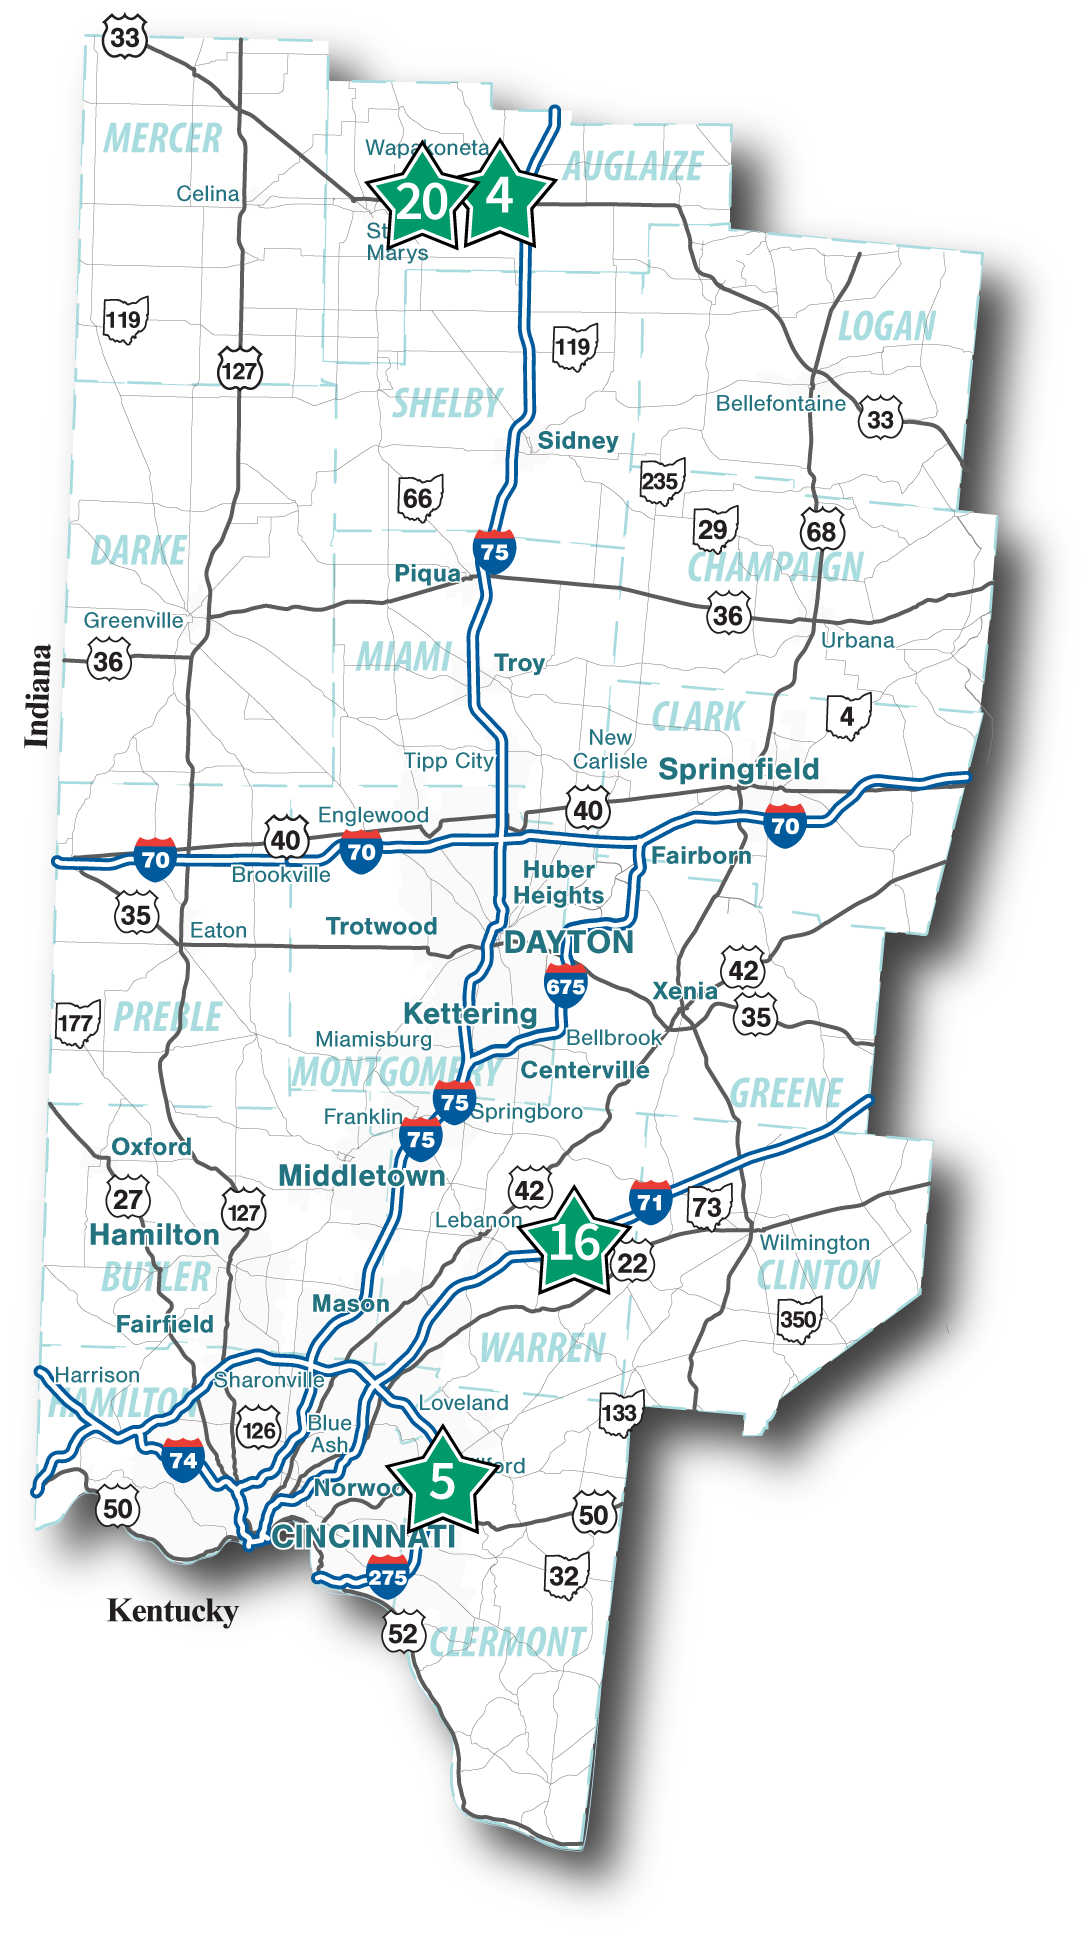 33
MERCER
Wapakoneta
AUGLAIZE
Celina
20
4
St
Marys
119
127
119
LOGAN
SHELBY
Bellefontaine
33
Sidney
66
235
29
68
DARKE
75
CHAMPAIGN
Piqua
Greenville
36
Urbana
36
MIAMI
Troy
Indiana
CLARK
4
Tipp City
New
Carlisle
Springfield
Englewood
40
40
70
70
70
Brookville
Fairborn
Huber
Heights
35
Eaton
Trotwood
DAYTON
42
675
Xenia
177
PREBLE
Kettering
35
Miamisburg
Bellbrook
MONTGOMERY
Centerville
GREENE
75
Franklin
Springboro
75
Oxford
Middletown
27
127
42
71
73
Lebanon
16
Hamilton
22
Wilmington
BUTLER
CLINTON
Mason
Fairfield
350
WARREN
Harrison
Sharonville
HAMILTON
Loveland
133
126
Blue
Ash
74
5
lford
Norwoo
50
50
CINCINNATI
275
32
Kentucky
52
CLERMONT